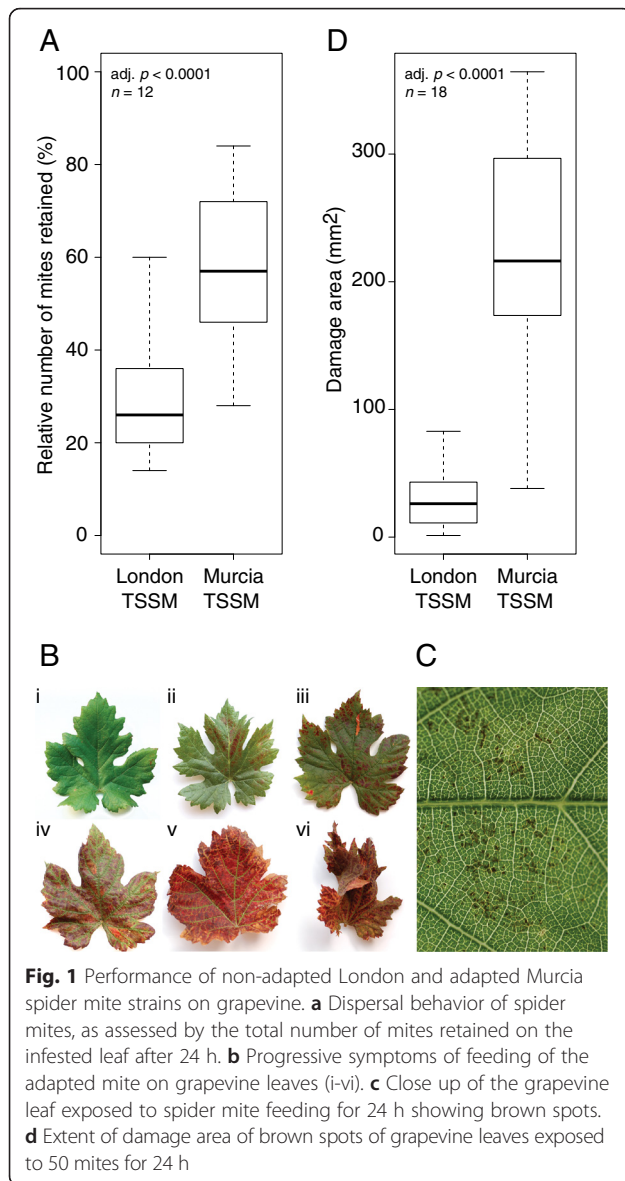 A
adj. p < 0.0001
n = 12
Relative number of mites retained (%)
100
80
60
40
20
0
London
TSSM
Murcia
TSSM
D
adj. p < 0.0001
n = 18
Damage area (mm²)
300
200
100
0
London
TSSM
Murcia
TSSM
B
i
ii
iii
iv
v
vi
C
Fig. 1 Performance of non-adapted London and adapted Murcia
spider mite strains on grapevine. a Dispersal behavior of spider
mites, as assessed by the total number of mites retained on the
infested leaf after 24 h. b Progressive symptoms of feeding of the
adapted mite on grapevine leaves (i-vi). c Close up of the grapevine
leaf exposed to spider mite feeding for 24 h showing brown spots.
d Extent of damage area of brown spots of grapevine leaves exposed
to 50 mites for 24 h